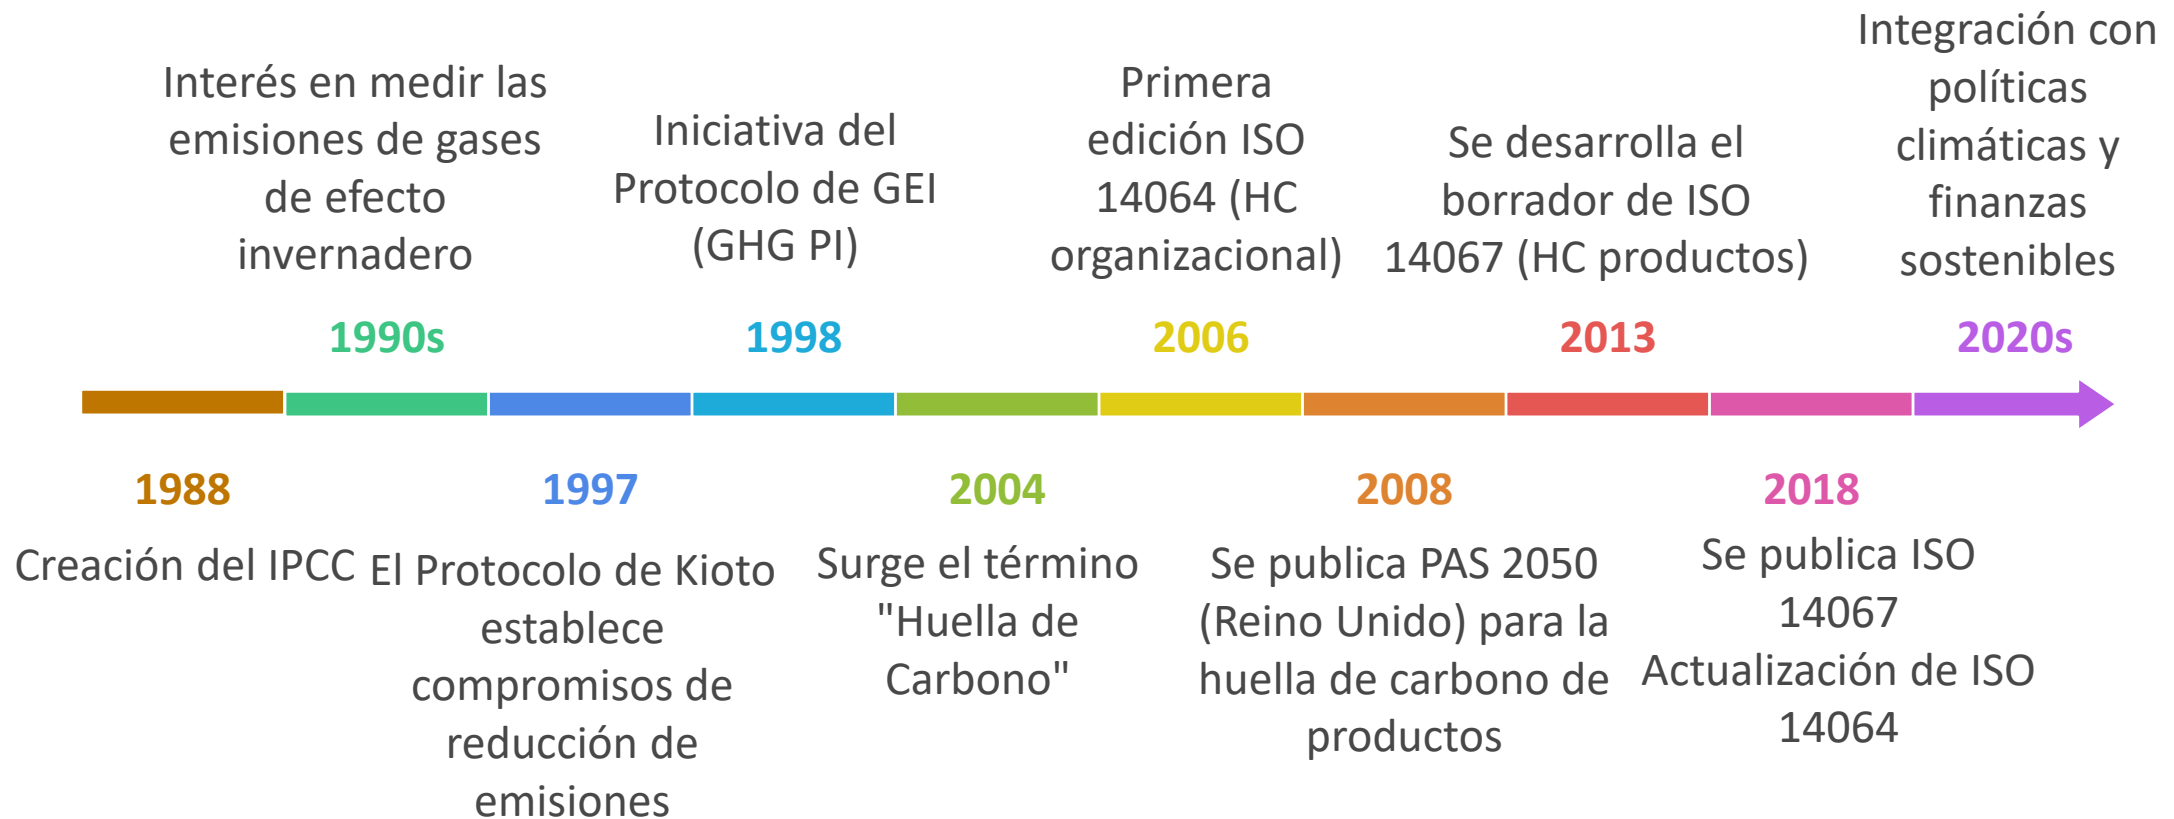 Interés en medir las
emisiones de gases
de efecto
invernadero
1990s
Iniciativa del
Protocolo de GEI
(GHG PI)
1998
Primera
edición ISO
14064 (HC
organizacional)
2006
Se desarrolla el
borrador de ISO
14067 (HC productos)
2013
Integración con
políticas
climáticas y
finanzas
sostenibles
2020s
1988
Creación del IPCC
1997
El Protocolo de Kioto
establece
compromisos de
reducción de
emisiones
2004
Surge el término
"Huella de
Carbono"
2008
Se publica PAS 2050
(Reino Unido) para la
huella de carbono de
productos
2018
Se publica ISO
14067
Actualización de ISO
14064